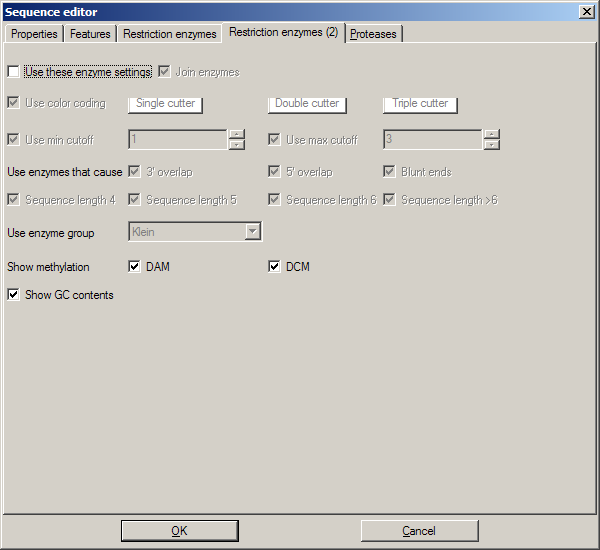 Sequence editor
Properties Features Restriction enzymes Restriction enzymes (2) Proteases
Use these enzyme settings Join enzymes
Use color coding Single cutter Double cutter Triple cutter
Use min cutoff 1 Use max cutoff 3
Use enzymes that cause 3' overlap 5' overlap Blunt ends
Sequence length 4 Sequence length 5 Sequence length 6 Sequence length >6
Use enzyme group Klein
Show methylation DAM DCM
Show GC contents
OK Cancel